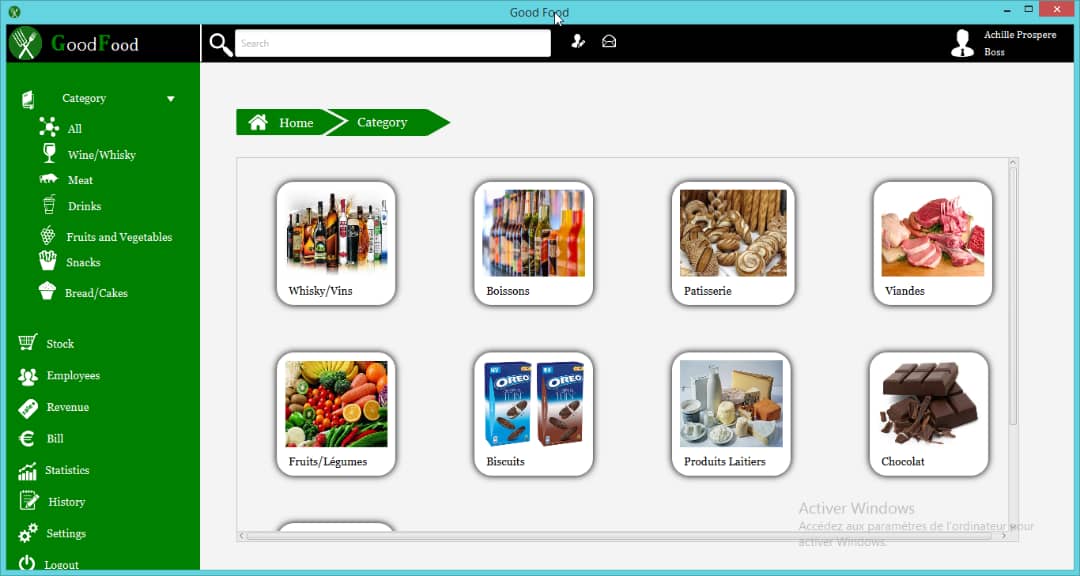 Good Food
GoodFood
Search
Achille Prospere
Boss
Category
All
Wine/Whisky
Meat
Drinks
Fruits and Vegetables
Snacks
Bread/Cakes
Stock
Employees
Revenue
Bill
Statistics
History
Settings
Logout
Home
Category
Whisky/Vins
Boissons
Patisserie
Viandes
OREO
OREO
Fruits/Légumes
Biscuits
Produits Laitiers
Chocolat
Activer Windows
Accédez aux paramètres de l'ordinateur pour
activer Windows.